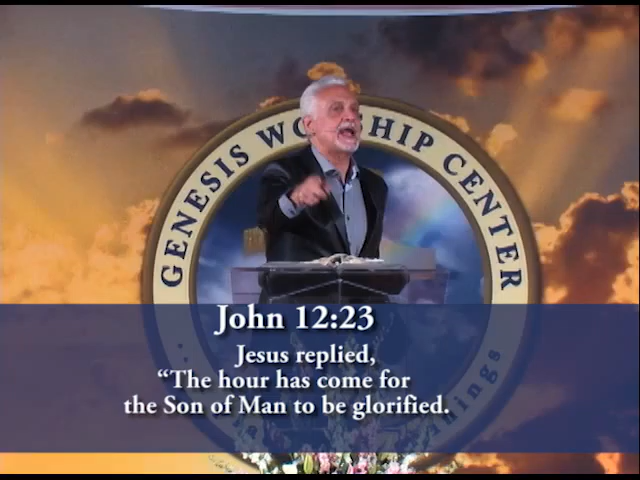 GENESIS WORSHIP CENTER
John 12:23
Jesus replied,
“The hour has come for
the Son of Man to be glorified.